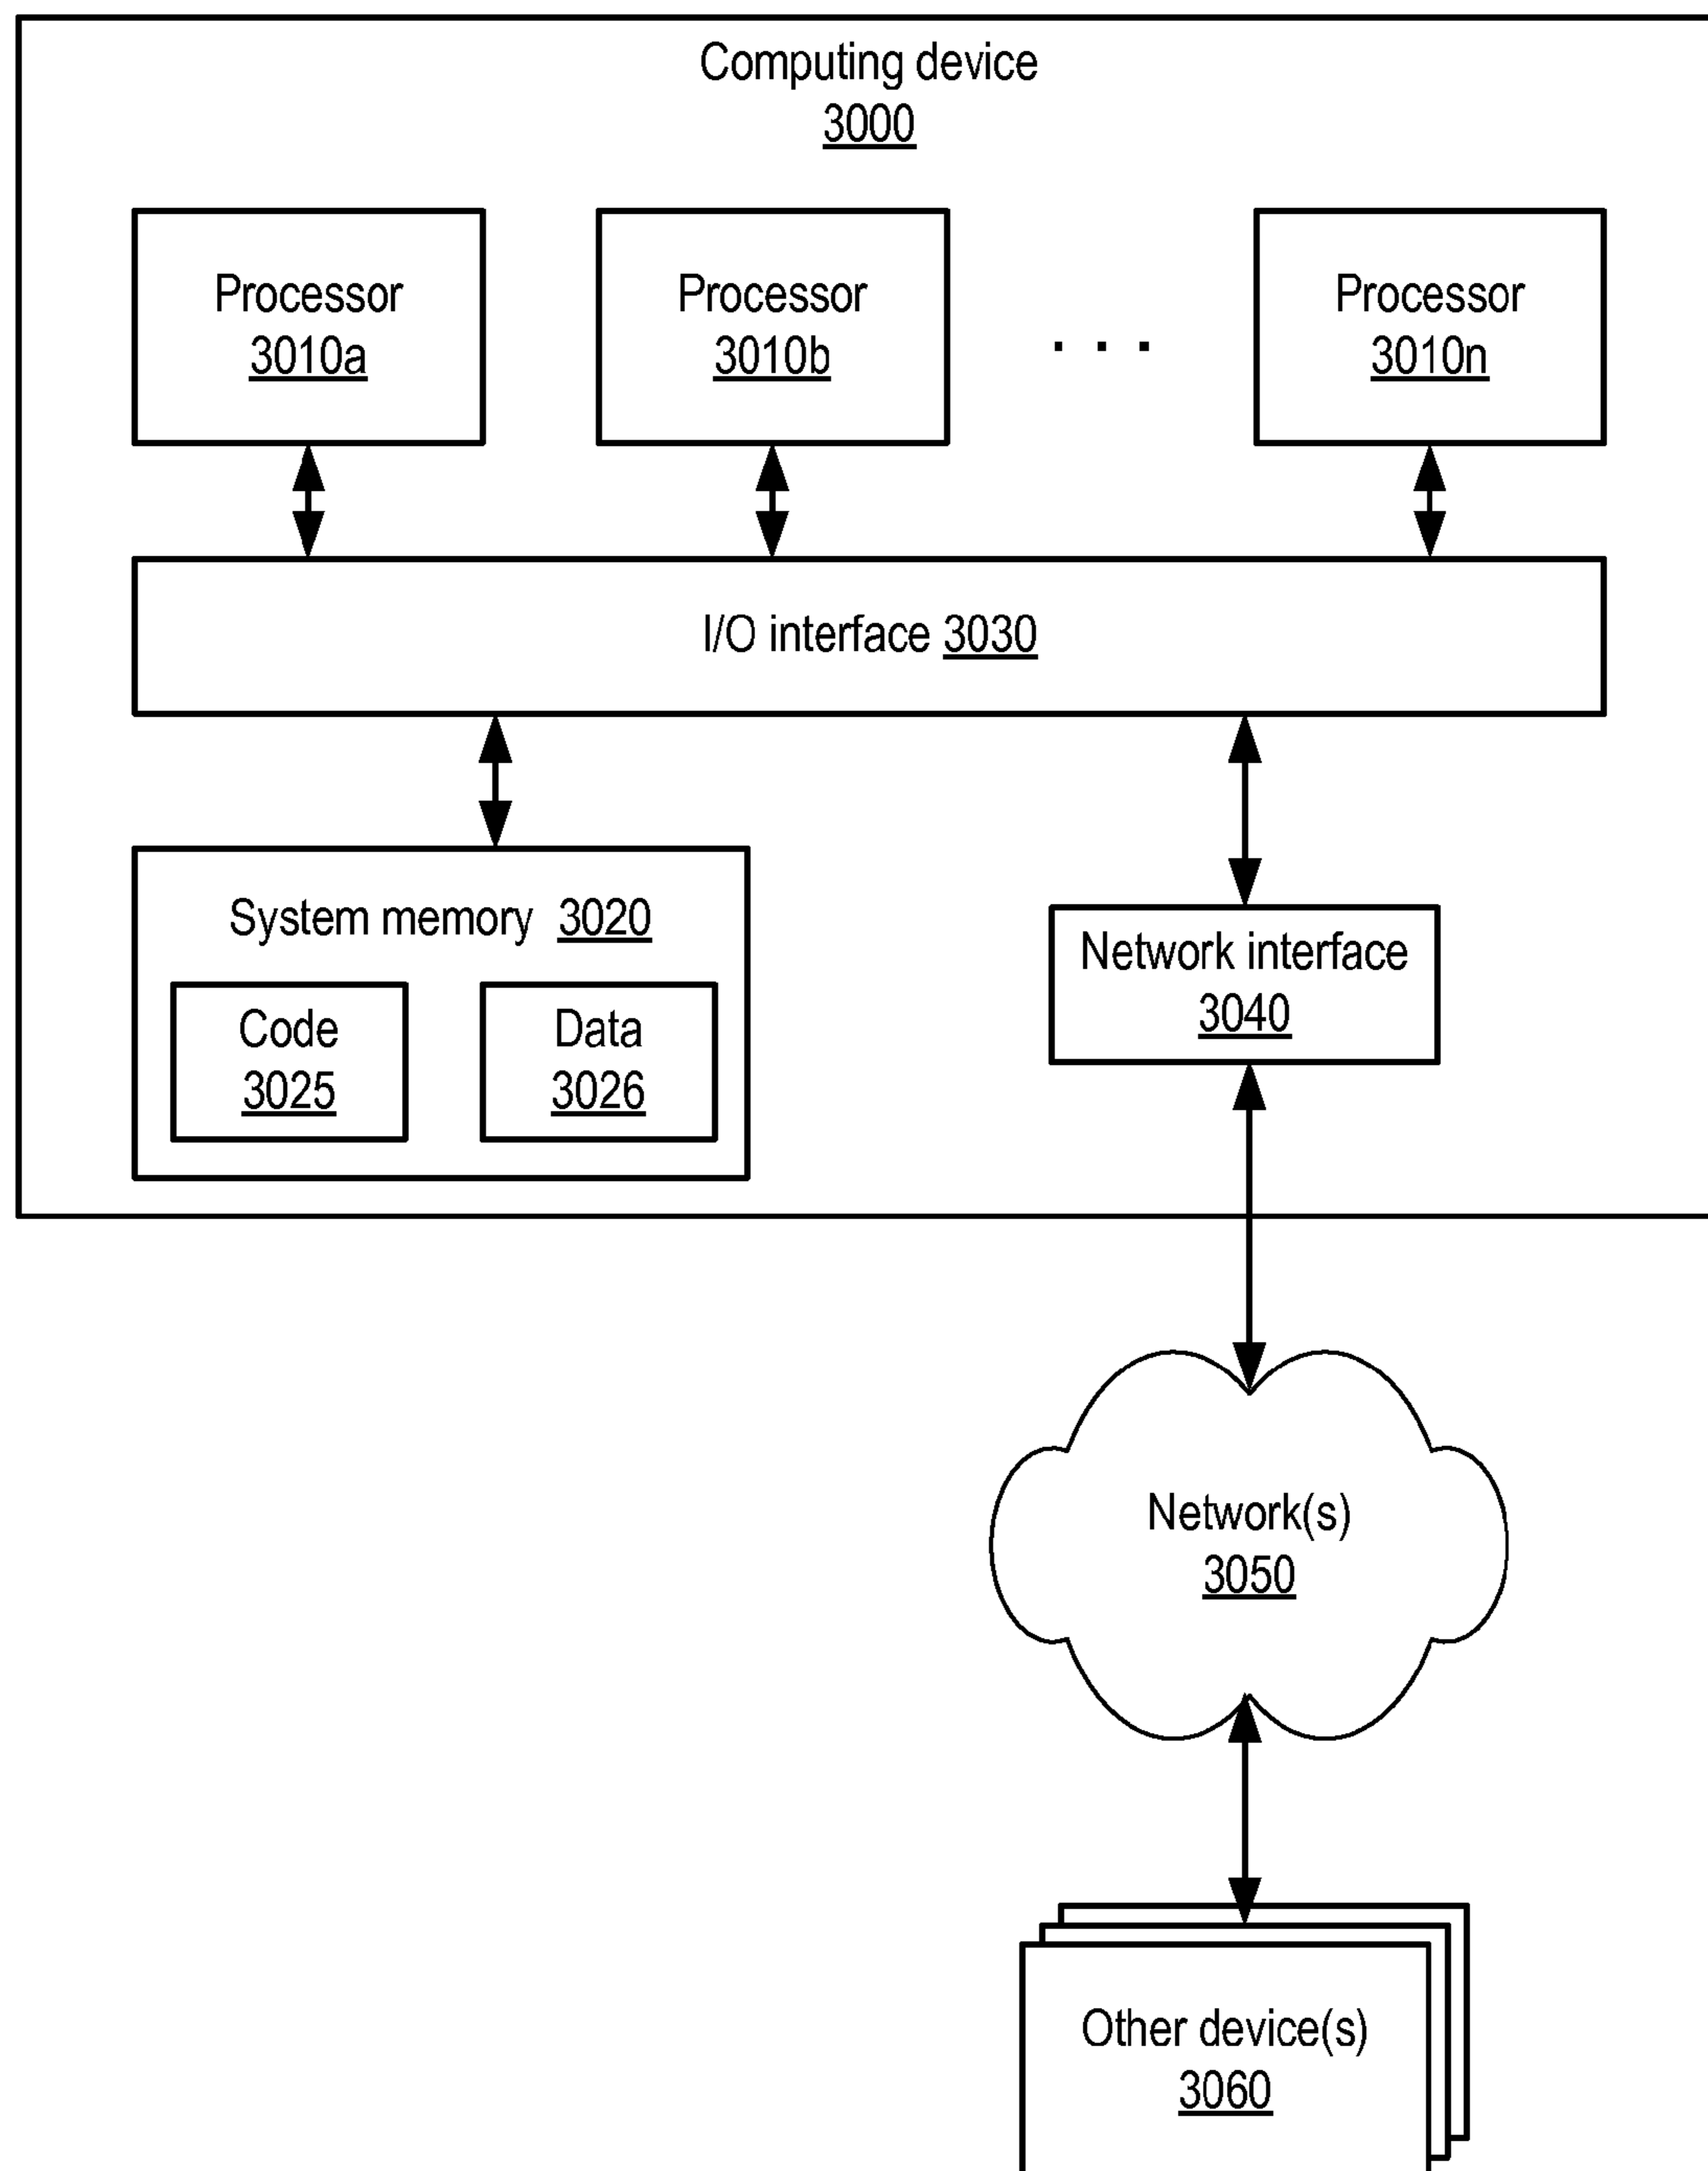 Computing device
3000
Processor
3010a
Processor
3010b
. . .
Processor
3010n
I/O interface 3030
System memory 3020
Code
3025
Data
3026
Network interface
3040
Network(s)
3050
Other device(s)
3060